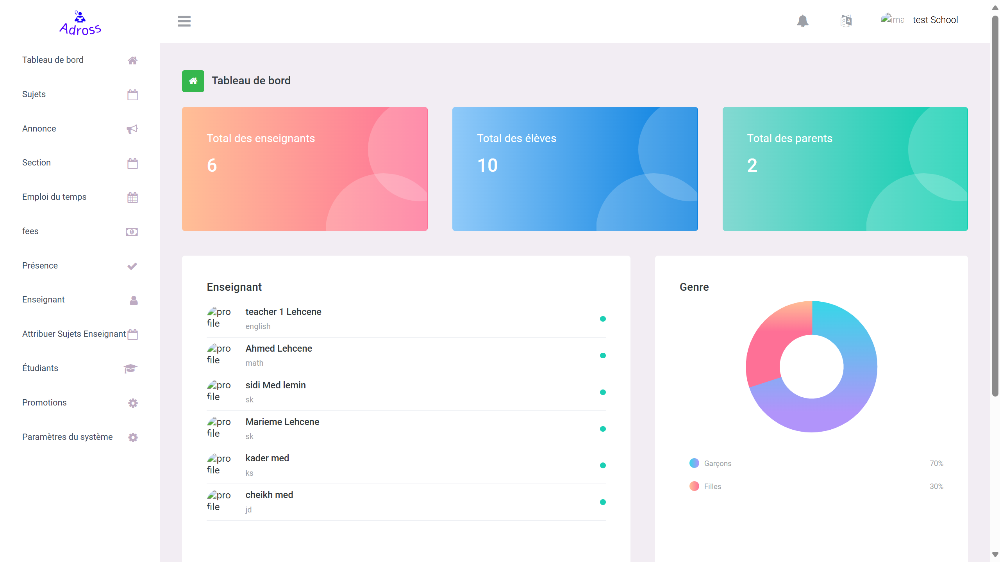 Adross
test School
Tableau de bord
Sujets
Annonce
Section
Emploi du temps
fees
Présence
Enseignant
Attribuer Sujets Enseignant
Étudiants
Promotions
Paramètres du système
Tableau de bord
Total des enseignants
6
Total des élèves
10
Total des parents
2
Enseignant
pro
file
teacher 1 Lehcene
english
pro
file
Ahmed Lehcene
math
pro
file
sidi Med lemin
sk
pro
file
Marieme Lehcene
sk
pro
file
kader med
ks
pro
file
cheikh med
jd
Genre
Garçons 70%
Filles 30%